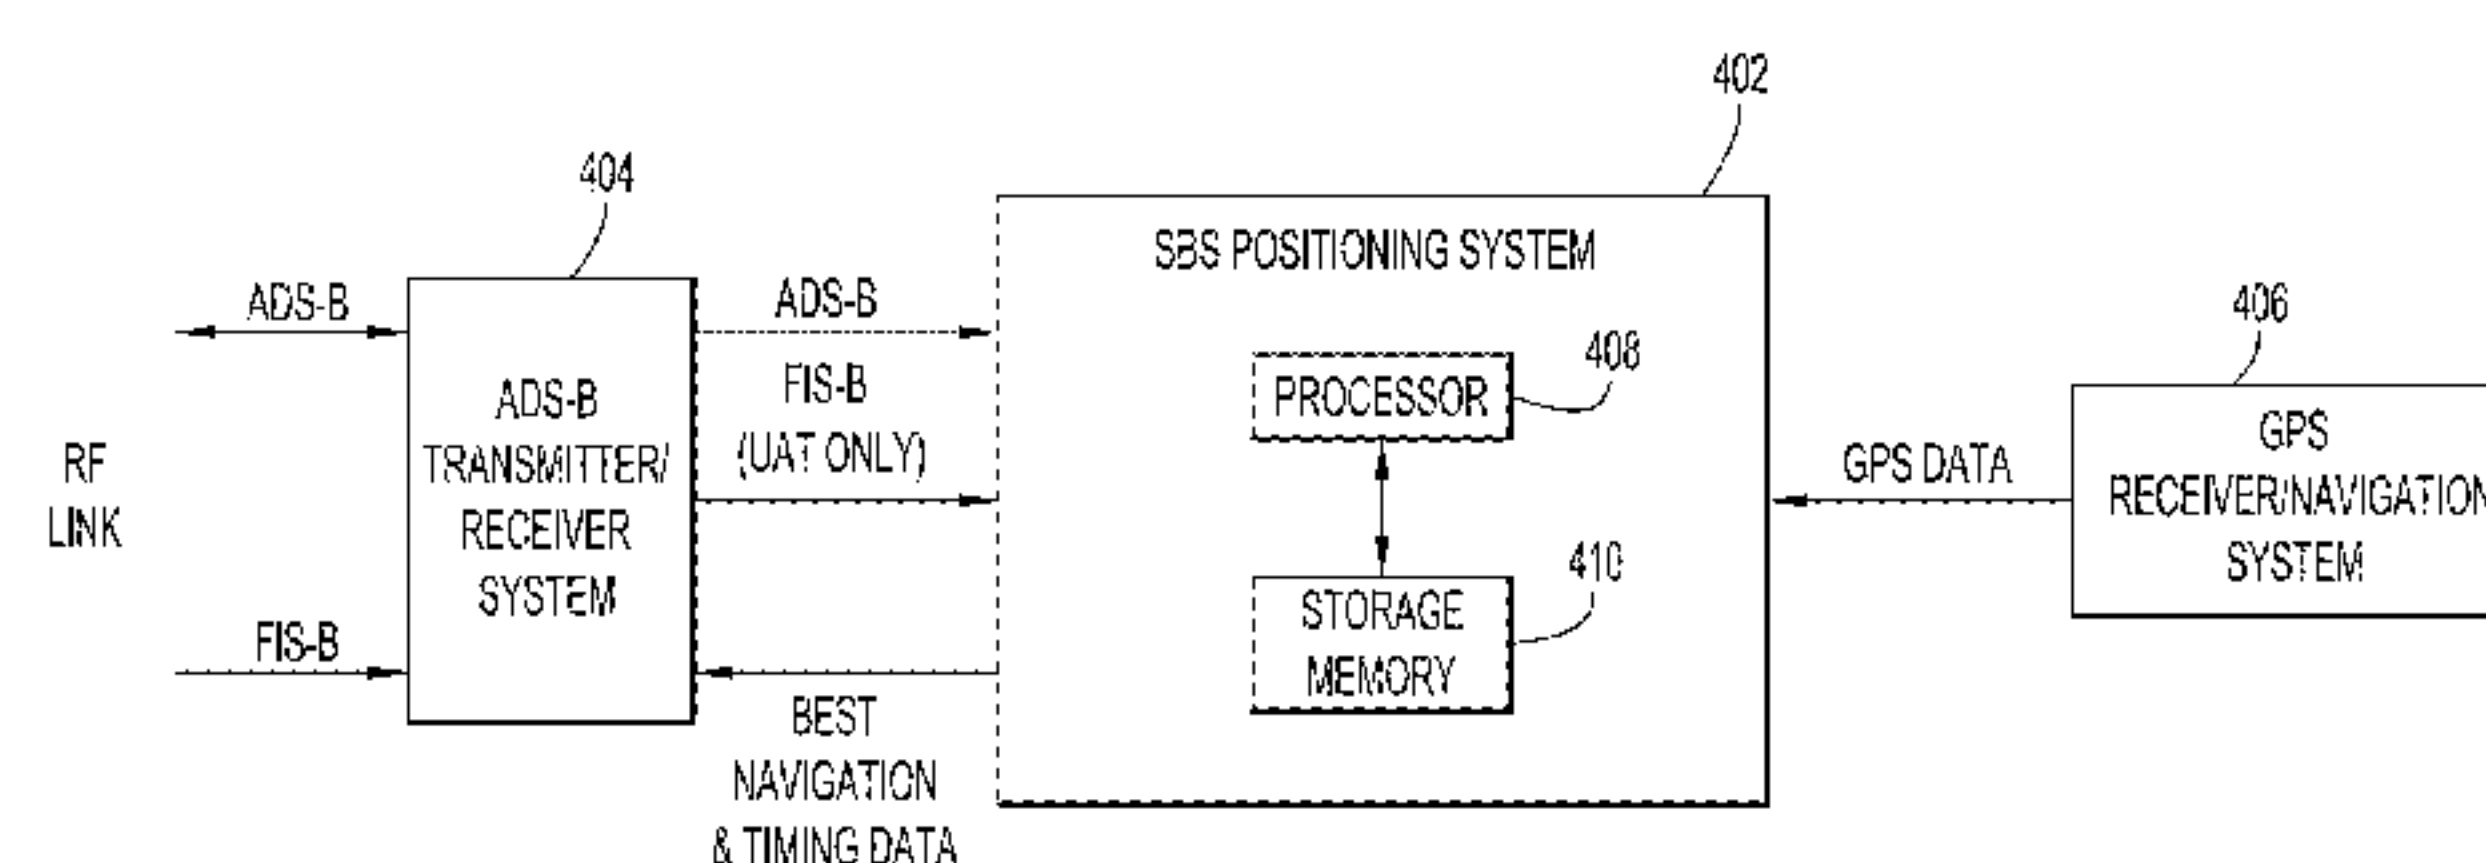 402
404
SBS POSITIONING SYSTEM
ADS-B
ADS-B
406
408
FIS-B
(UAT ONLY)
PROCESSOR
ADS-B
TRANSMITTER/
RECEIVER
SYSTEM
RF
LINK
GPS DATA
GPS
RECEIVER/NAVIGATION
SYSTEM
410
STORAGE
MEMORY
FIS-B
BEST
NAVIGATION
& TIMING DATA